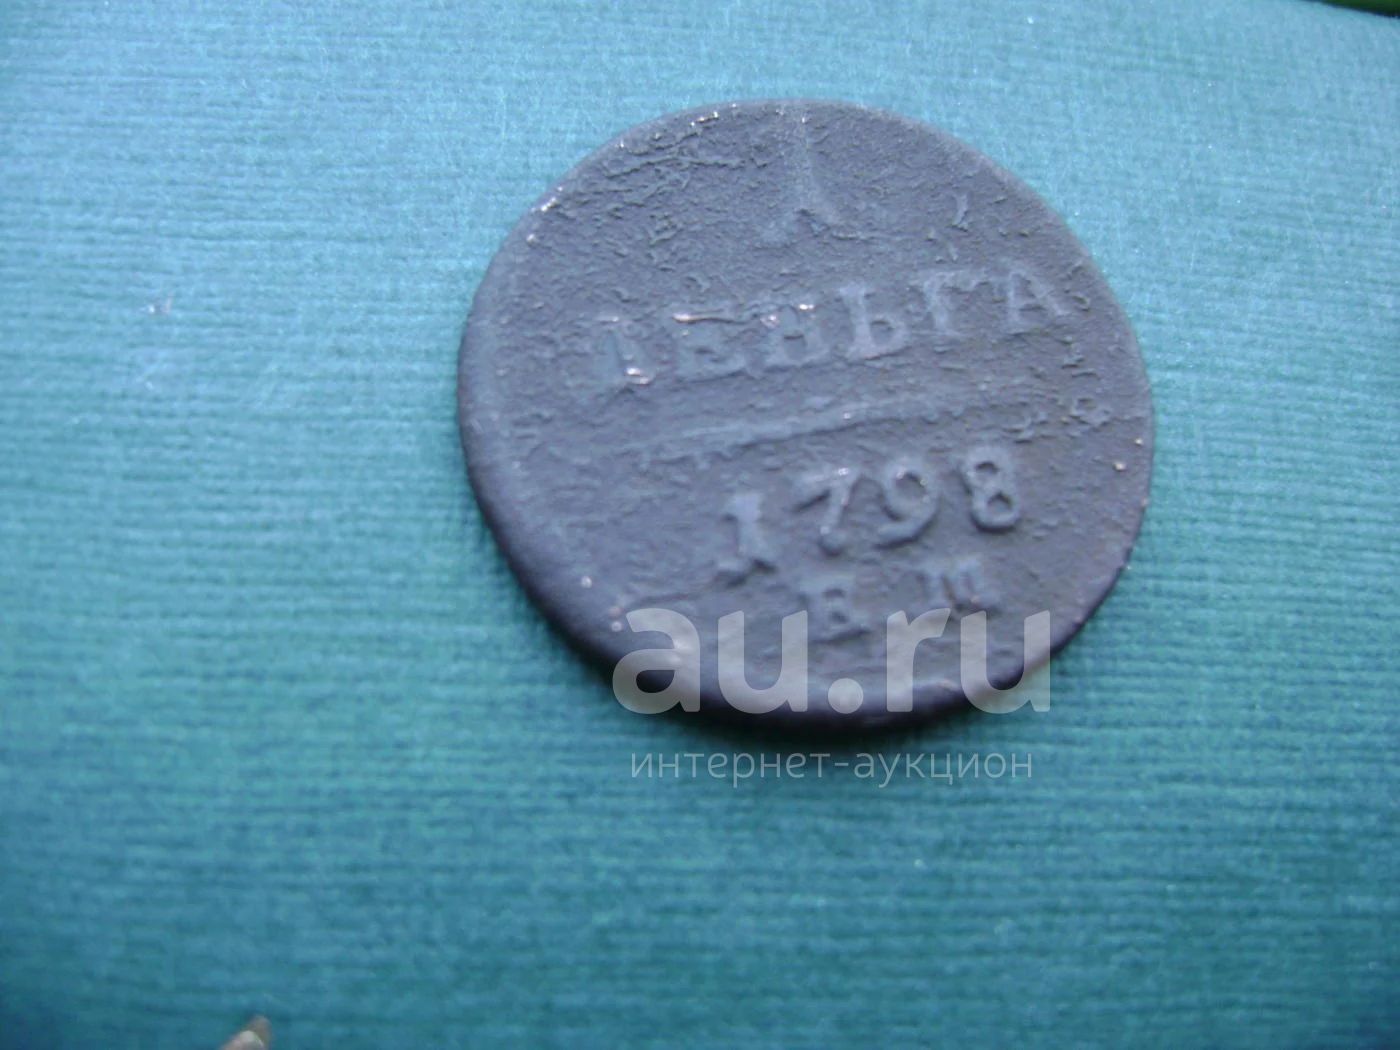 1
ДЕНЬГА
1798
Е М
au.ru
интернет-аукцион